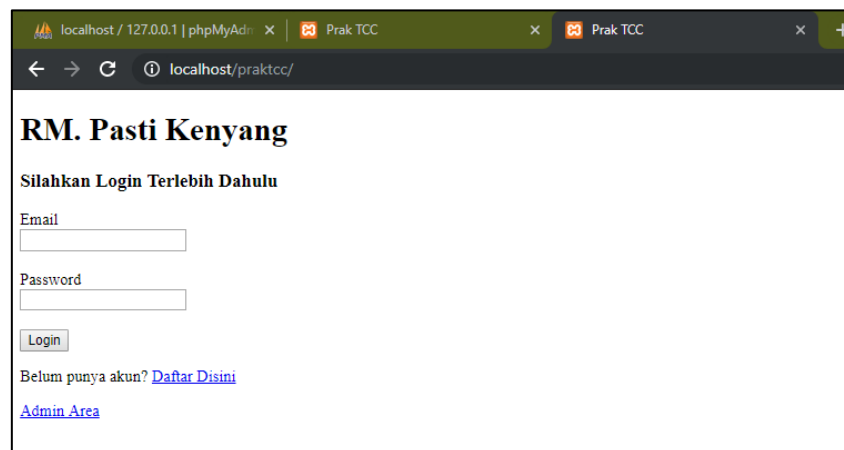 localhost / 127.0.0.1 | phpMyAdm
Prak TCC
Prak TCC
localhost/praktcc/
RM. Pasti Kenyang
Silahkan Login Terlebih Dahulu
Email
Password
Login
Belum punya akun? Daftar Disini
Admin Area